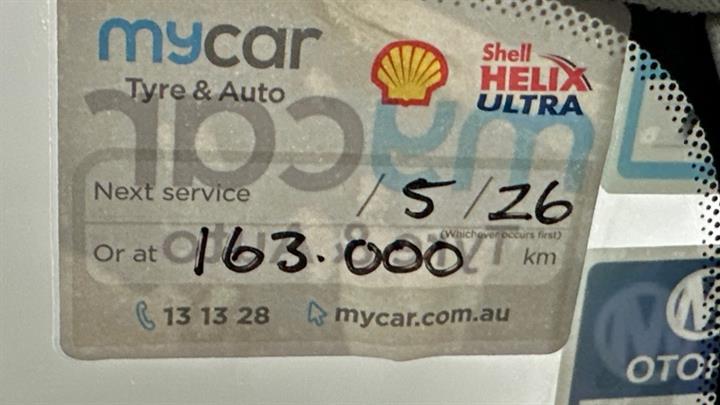 mycar
Tyre & Auto
Shell
HELIX
ULTRA
Next service / 5 / 26
(Whichever occurs first)
Or at 163.000 km
13 13 28 mycar.com.au